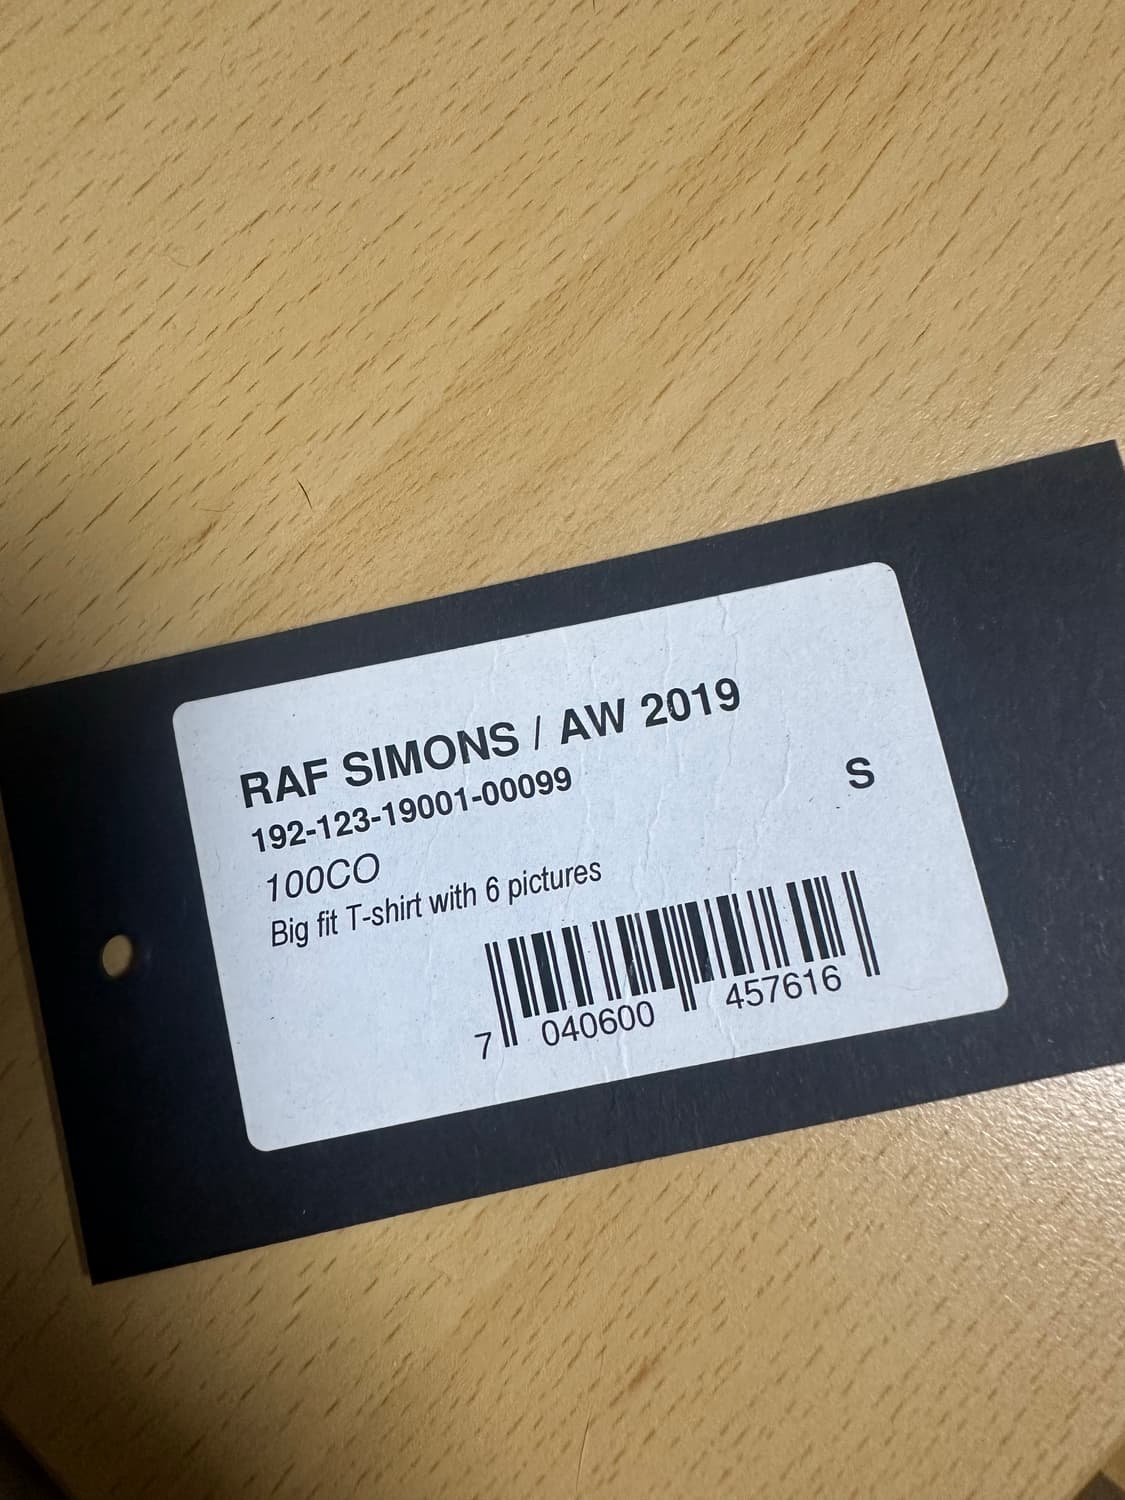 RAF SIMONS / AW 2019
192-123-19001-00099
S
100CO
Big fit T-shirt with 6 pictures
7 040600 457616